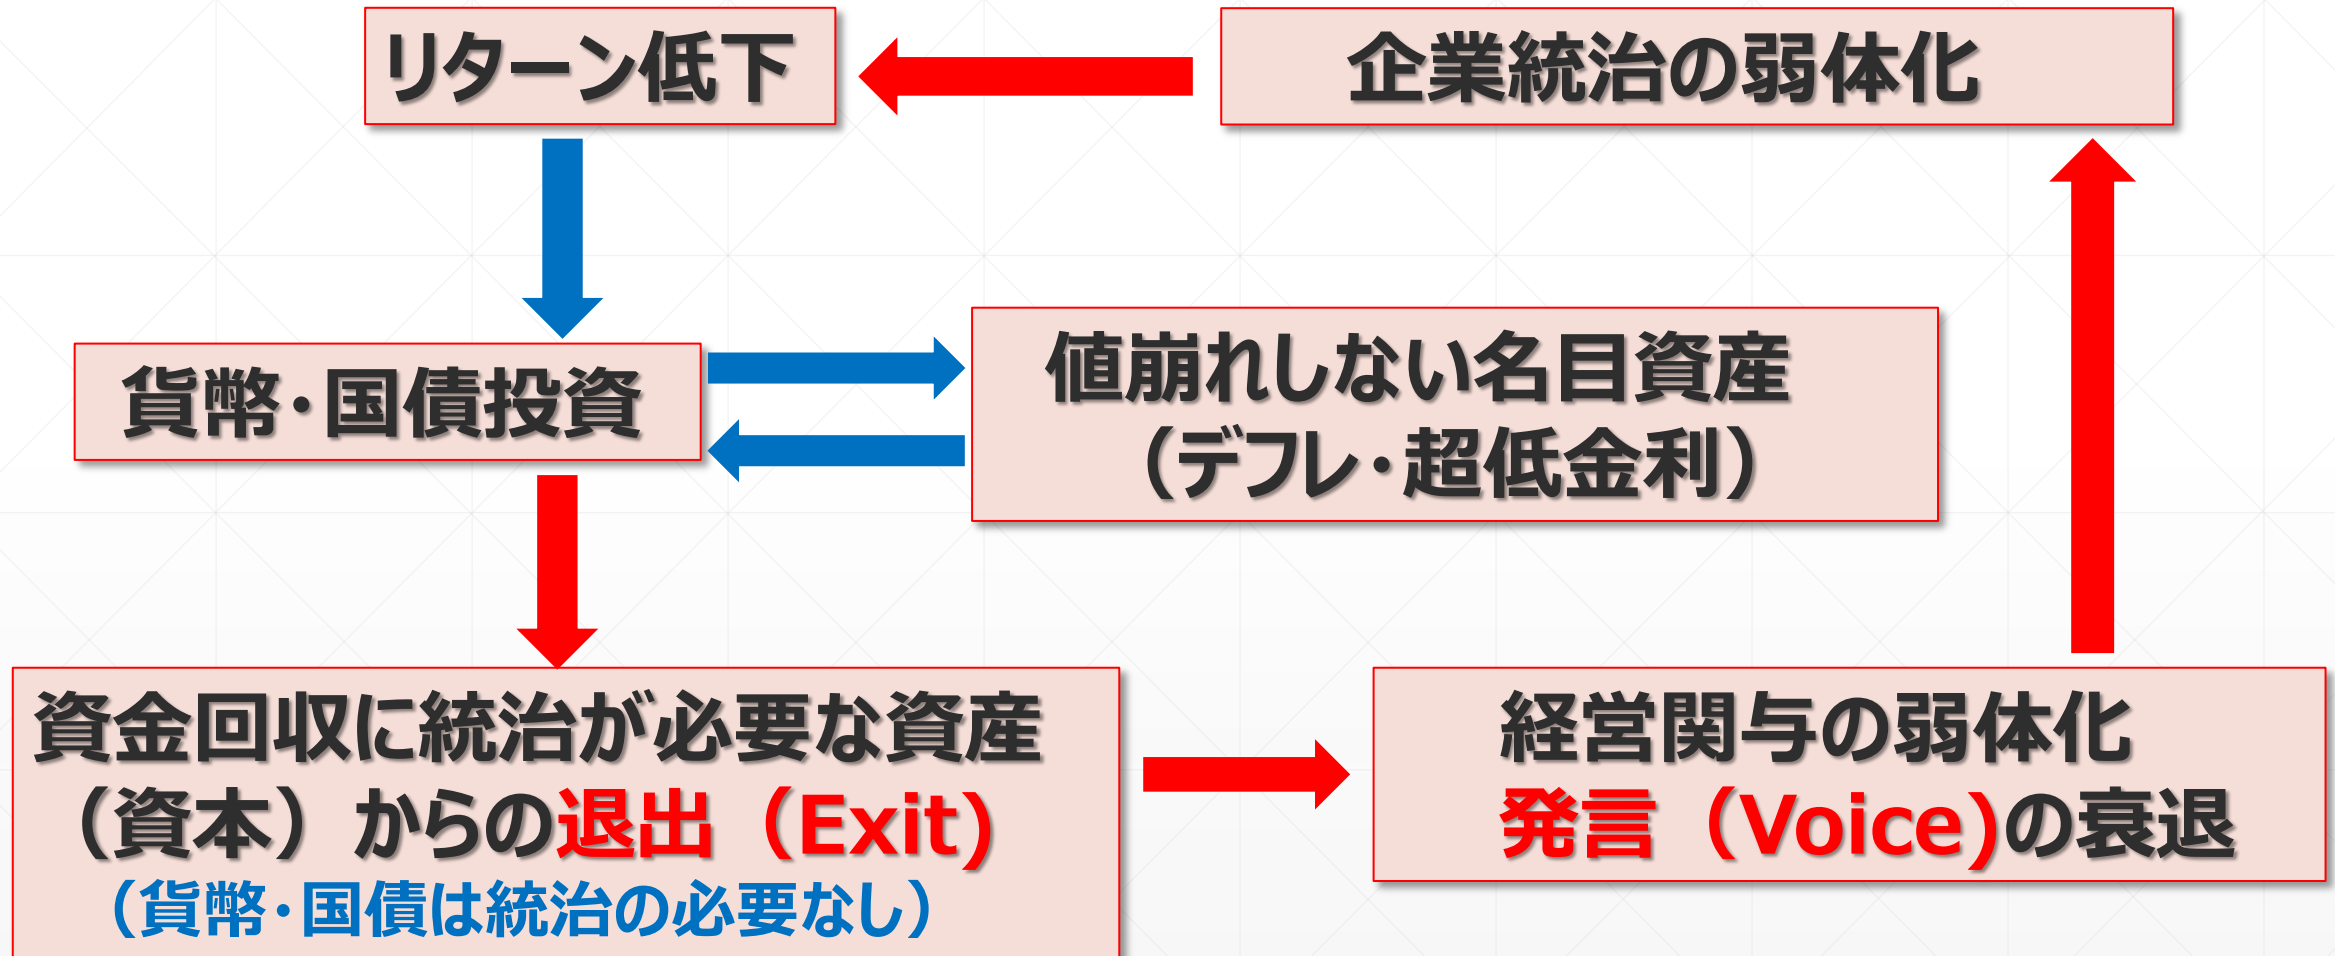 リターン低下
企業統治の弱体化
貨幣・国債投資
値崩れしない名目資産
（デフレ・超低金利）
資金回収に統治が必要な資産
（資本）からの退出（Exit)
（貨幣・国債は統治の必要なし）
経営関与の弱体化
発言（Voice)の衰退